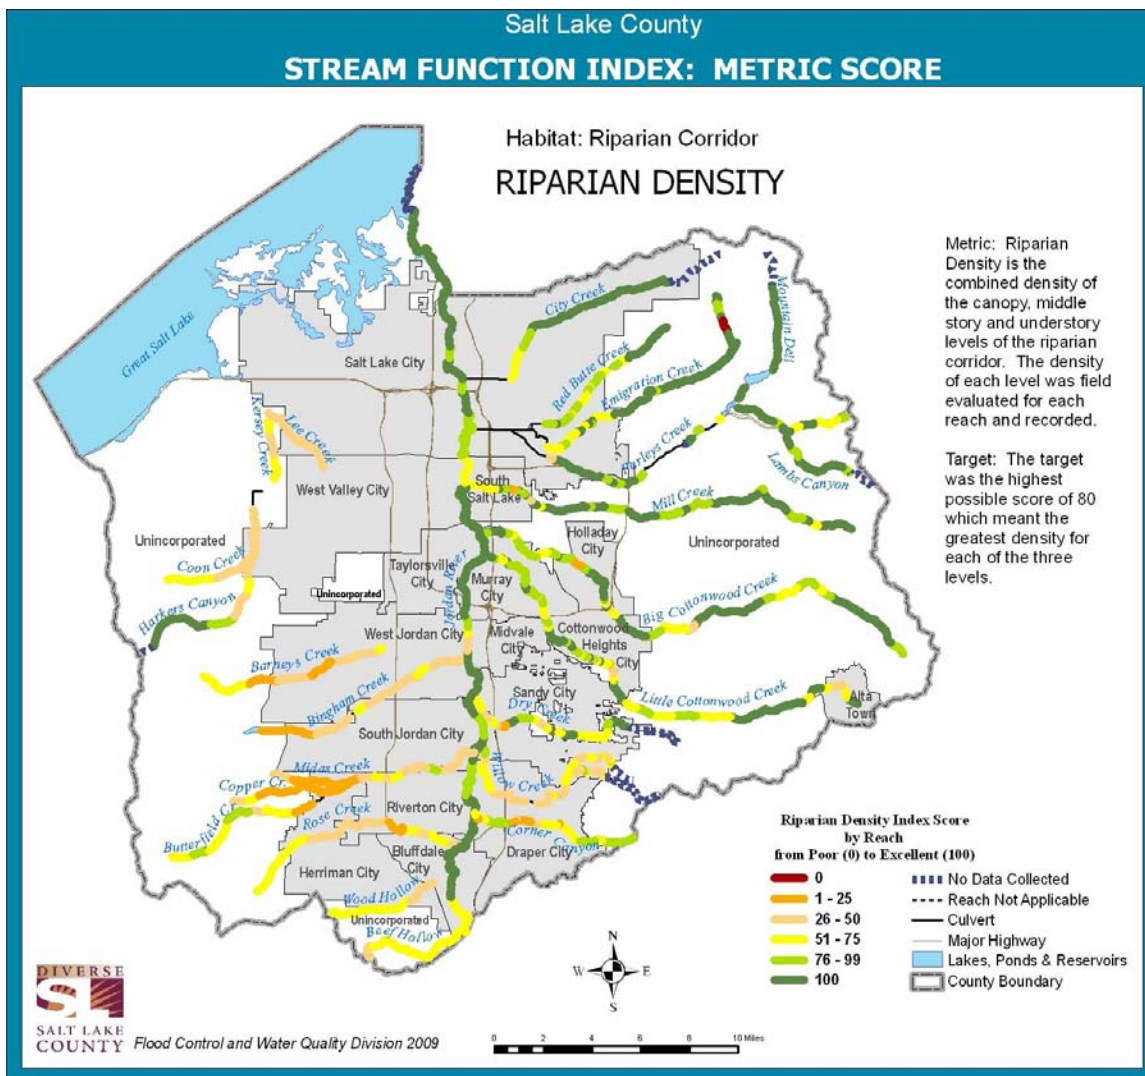 Salt Lake County
STREAM FUNCTION INDEX: METRIC SCORE
Habitat: Riparian Corridor
RIPARIAN DENSITY
Metric: Riparian
Density is the
combined density of
the canopy, middle
story and understory
levels of the riparian
corridor. The density
of each level was field
evaluated for each
reach and recorded.
Target: The target
was the highest
possible score of 80
which meant the
greatest density for
each of the three
levels.
Great Salt Lake
City Creek
Mountain Dell
Salt Lake City
Red Butte Creek
Emigration Creek
Kersey Creek
Lee Creek
Parleys Creek
Lambs Canyon
West Valley City
South
Salt Lake
Mill Creek
Unincorporated
Holladay
City
Unincorporated
Coon Creek
Taylorsville
City
Unincorporated
Jordan River
Murray
City
Harkers Canyon
Big Cottonwood Creek
West Jordan City
Midvale
City
Cottonwood
Heights
City
Barneys Creek
Sandy City
Little Cottonwood Creek
Alta
Town
Bingham Creek
Dry Creek
South Jordan City
Midas Creek
Willow Creek
Copper Cr.
Riverton City
Rose Creek
Butterfield Cr.
Corner
Canyon
Bluffdale
City
Draper City
Herriman City
Wood Hollow
Unincorporated
Beef Hollow
Riparian Density Index Score
by Reach
from Poor (0) to Excellent (100)
0
1 - 25
26 - 50
51 - 75
76 - 99
100
No Data Collected
Reach Not Applicable
Culvert
Major Highway
Lakes, Ponds & Reservoirs
County Boundary
N
W E
S
0 2 4 6 8 10 Miles
DIVERSE
SL
SALT LAKE
COUNTY
Flood Control and Water Quality Division 2009